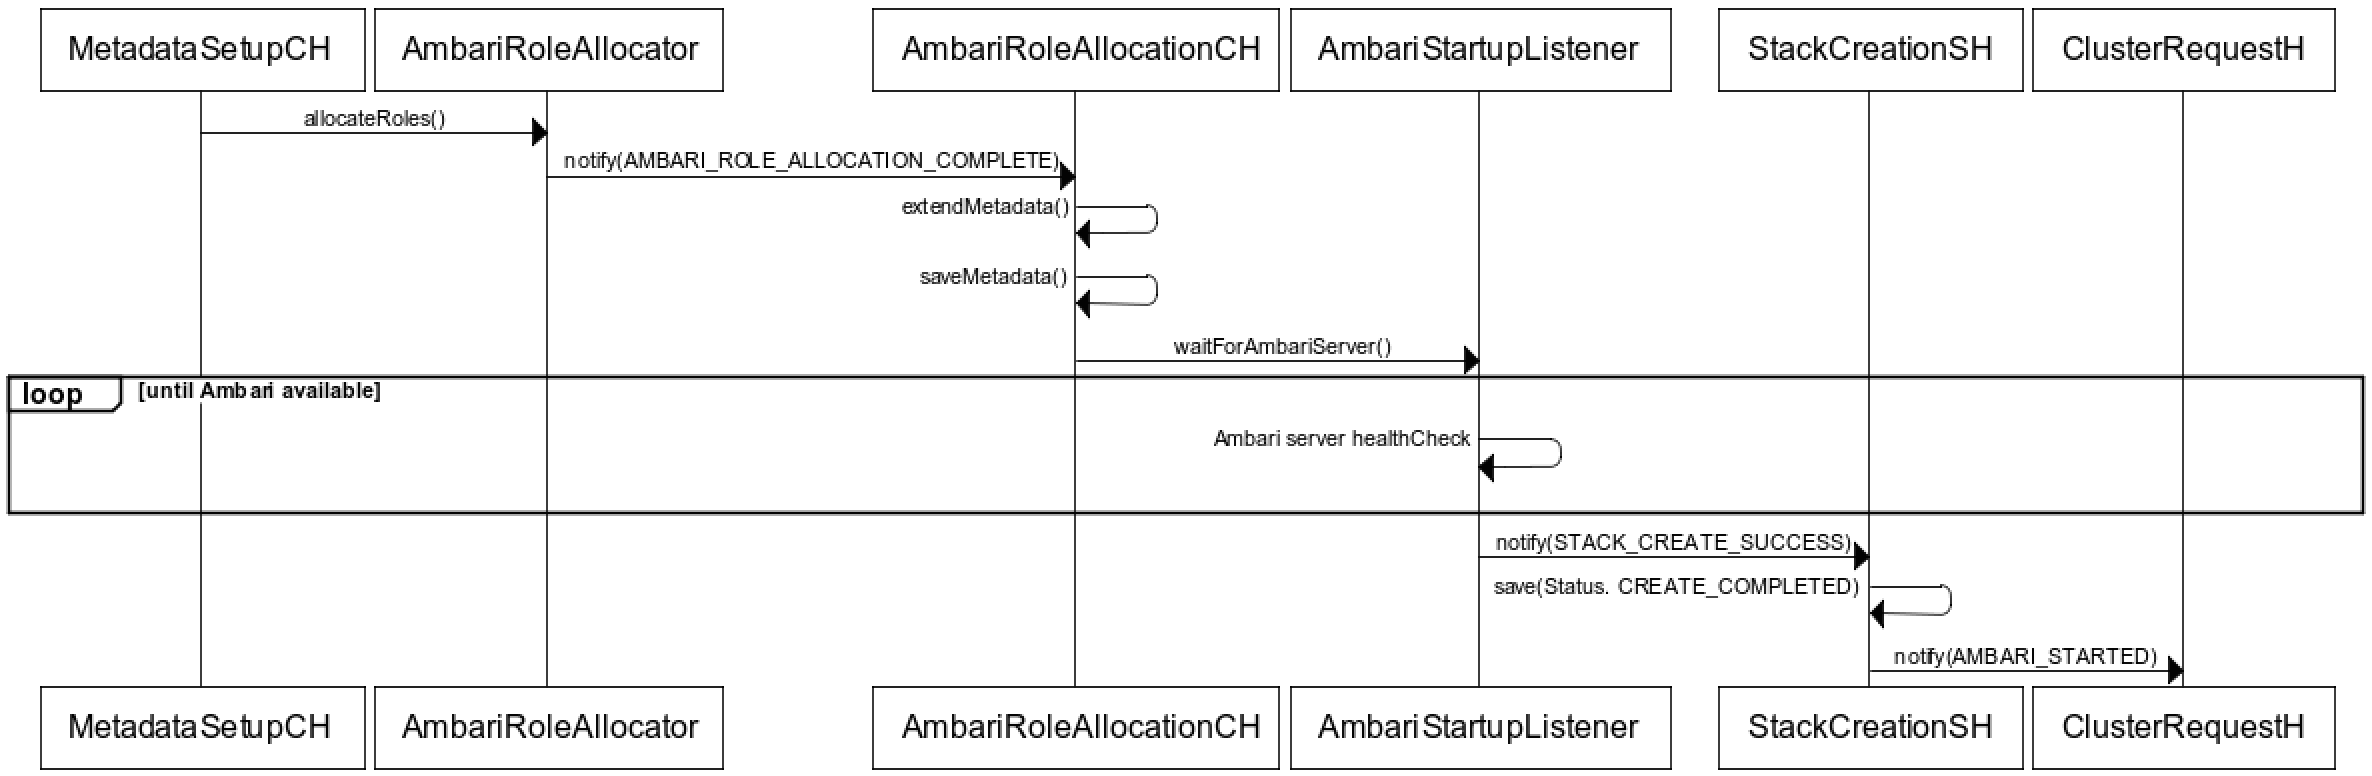 MetadataSetupCH
AmbariRoleAllocator
AmbariRoleAllocationCH
AmbariStartupListener
StackCreationSH
ClusterRequestH
allocateRoles()
notify(AMBARI_ROLE_ALLOCATION_COMPLETE)
extendMetadata()
saveMetadata()
waitForAmbariServer()
loop
[until Ambari available]
Ambari server healthCheck
notify(STACK_CREATE_SUCCESS)
save(Status. CREATE_COMPLETED)
notify(AMBARI_STARTED)
MetadataSetupCH
AmbariRoleAllocator
AmbariRoleAllocationCH
AmbariStartupListener
StackCreationSH
ClusterRequestH